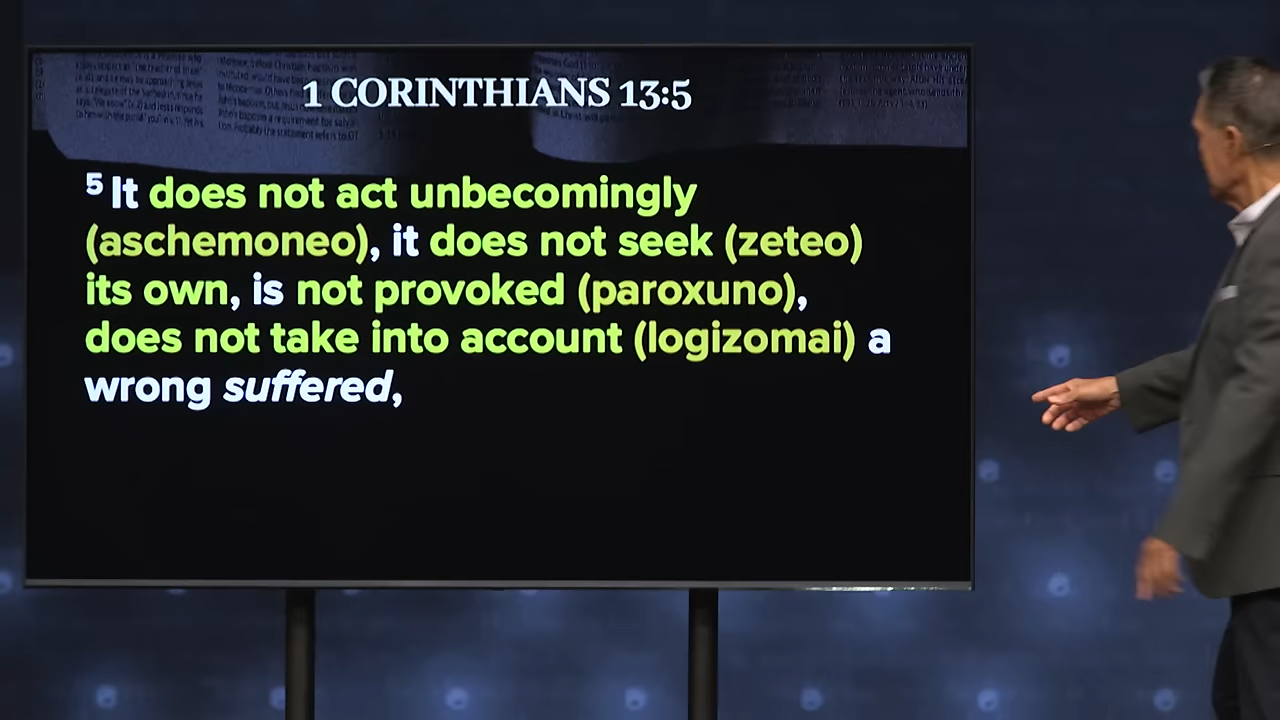 1 CORINTHIANS 13:5
5 It does not act unbecomingly
(aschemoneo), it does not seek (zeteo)
its own, is not provoked (paroxuno),
does not take into account (logizomai) a
wrong suffered,